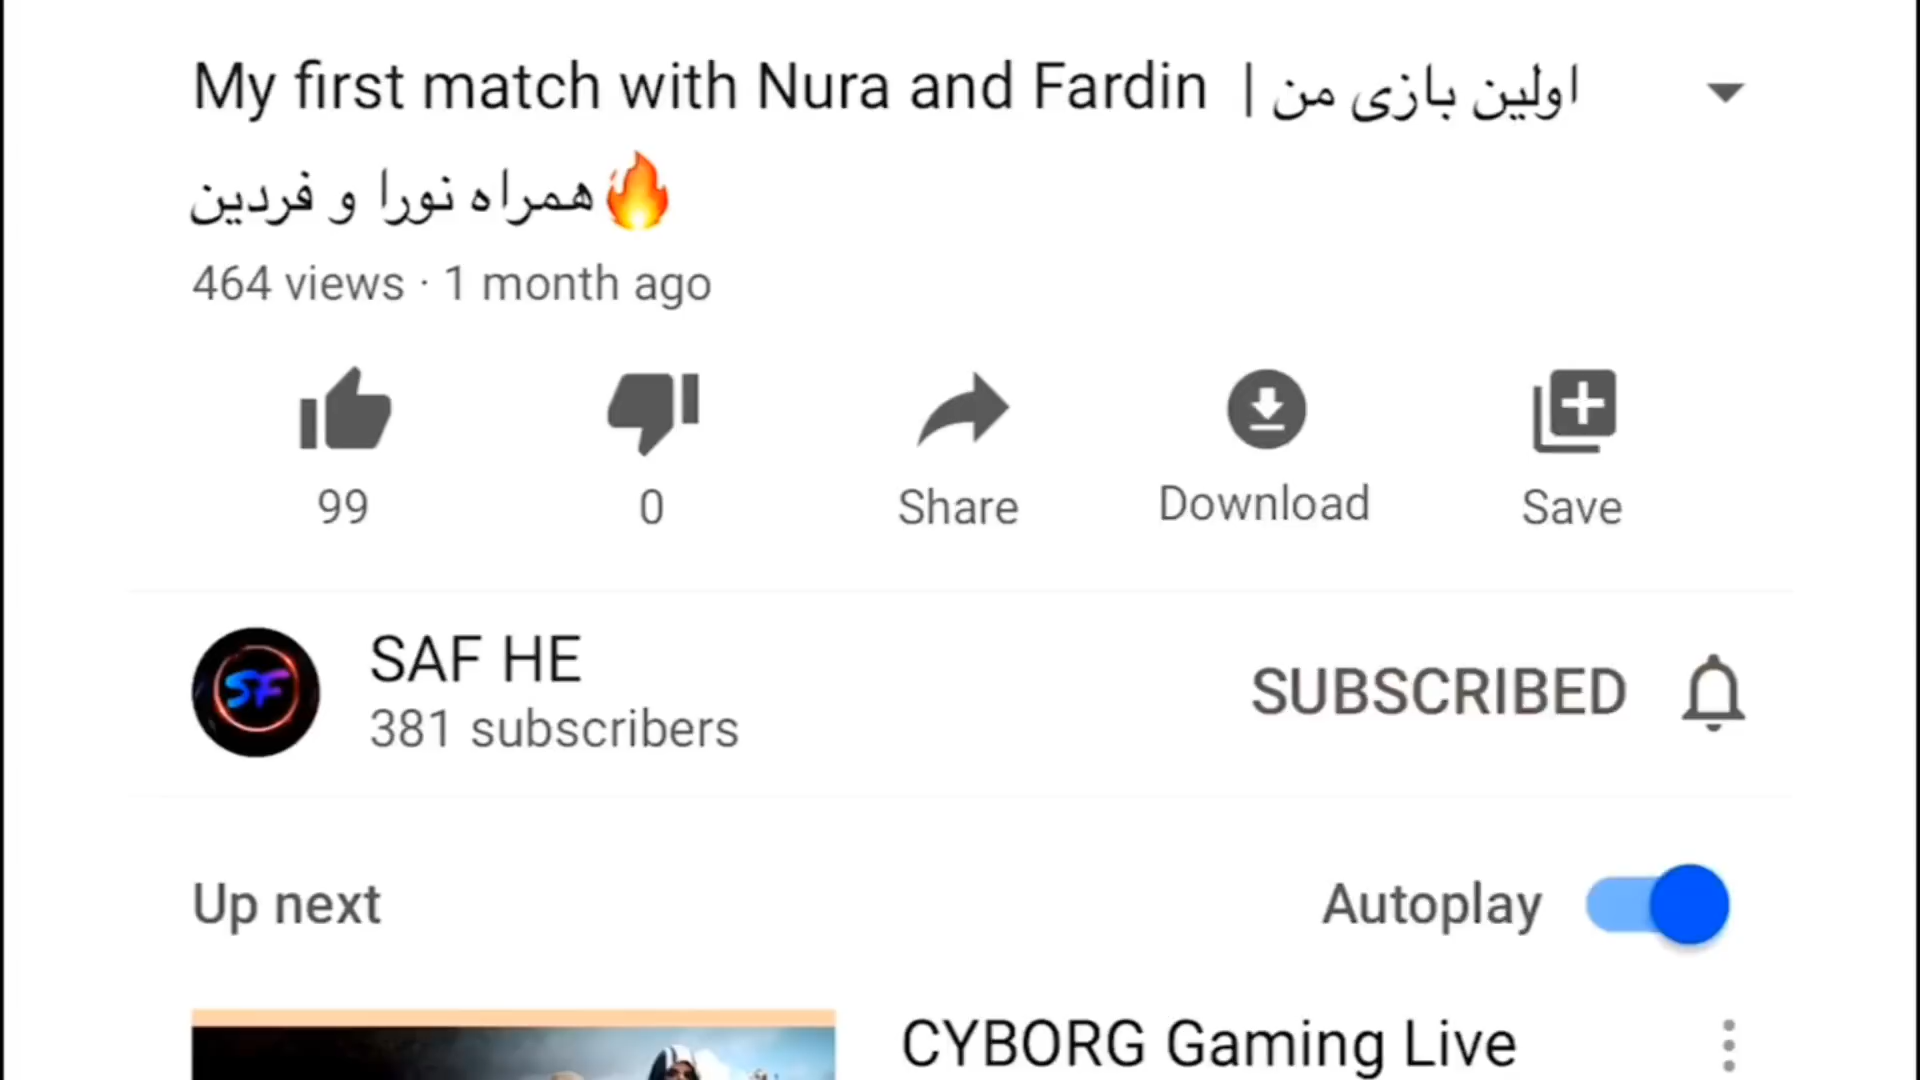 My first match with Nura and Fardin | اولین بازی من
همراه نورا و فردین🔥
464 views · 1 month ago
99
0
Share
Download
Save
SF
SAF HE
381 subscribers
SUBSCRIBED
Up next
Autoplay
CYBORG Gaming Live